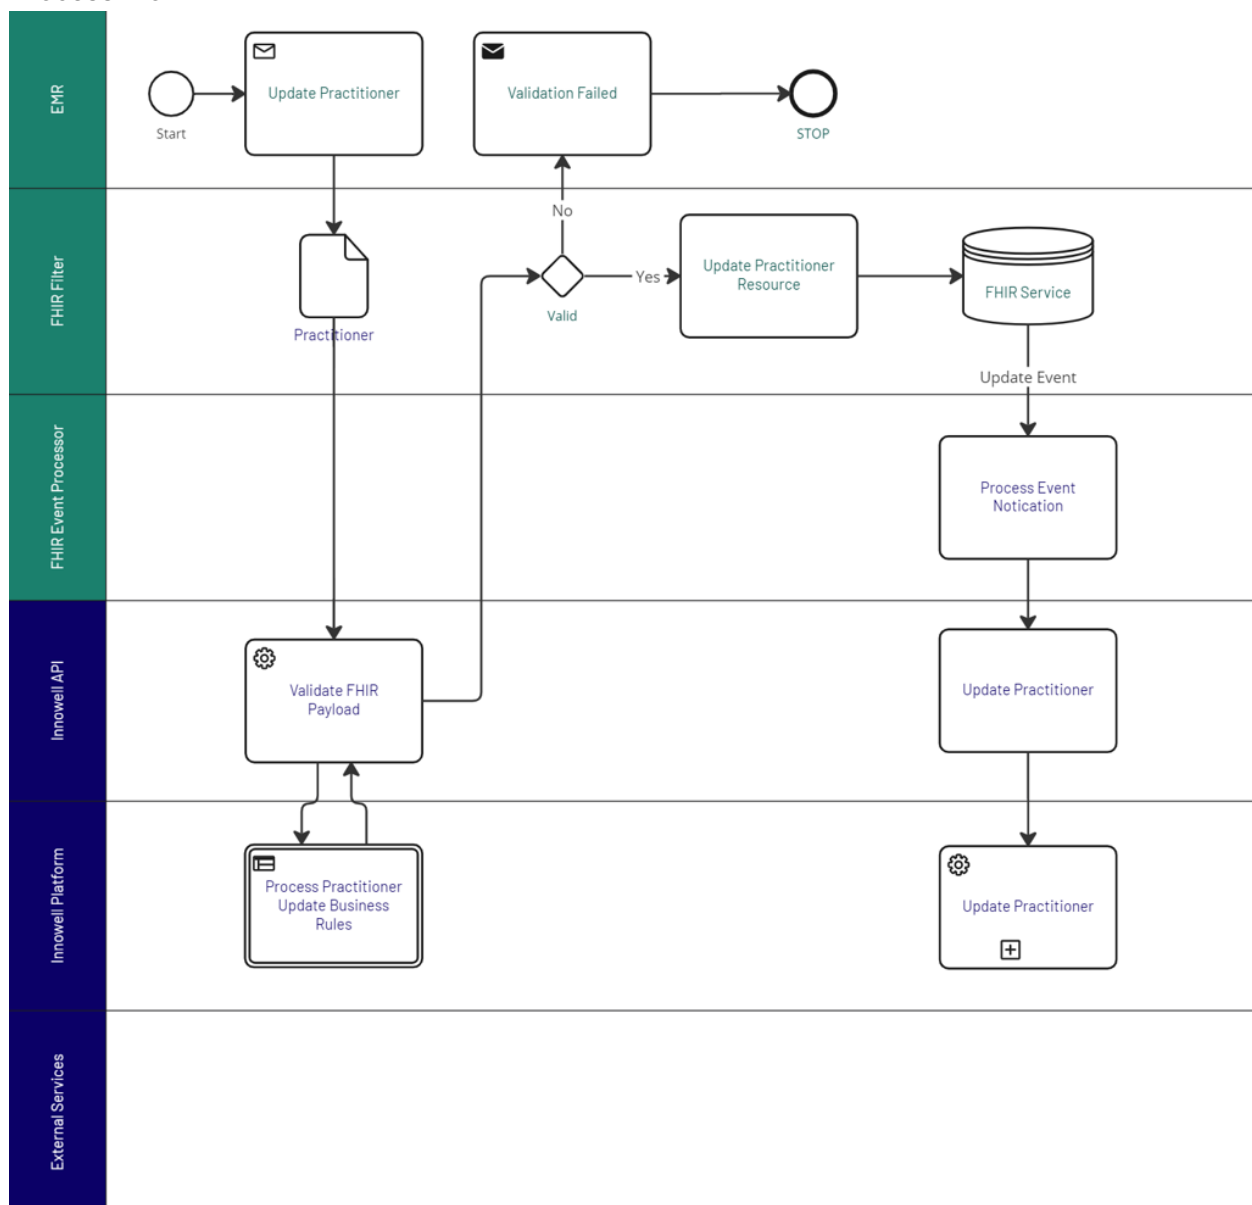 EMR
Start
Update Practitioner
Validation Failed
STOP
FHIR Filter
Practitioner
No
Valid
Yes
Update Practitioner
Resource
FHIR Service
Update Event
FHIR Event Processor
Process Event
Notication
Innowell API
Validate FHIR
Payload
Update Practitioner
Innowell Platform
Process Practitioner
Update Business
Rules
Update Practitioner
External Services